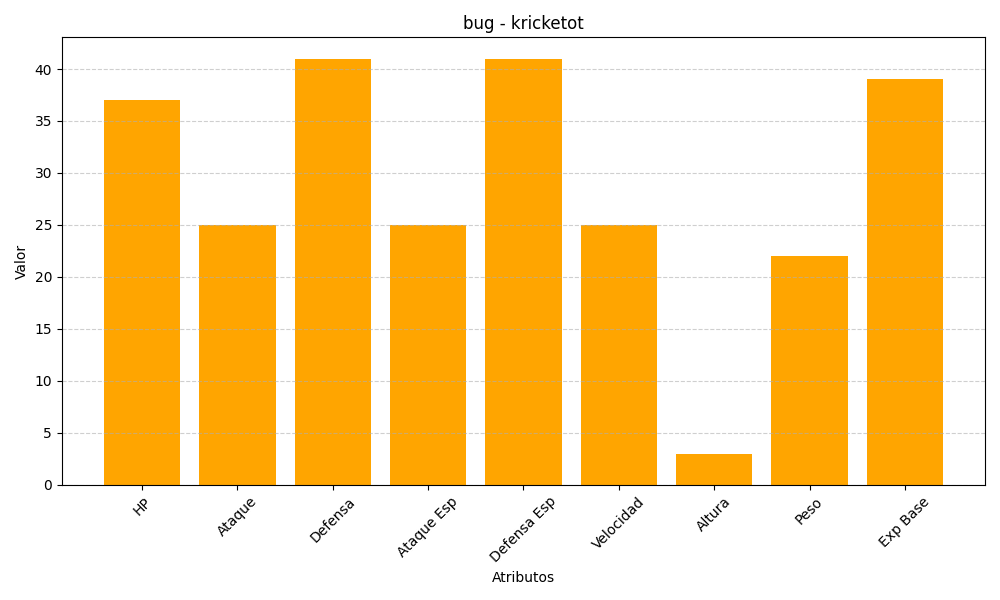 bug - kricketot
Valor
40
35
30
25
20
15
10
5
0
HP
Ataque
Defensa
Ataque Esp
Defensa Esp
Velocidad
Altura
Peso
Exp Base
Atributos